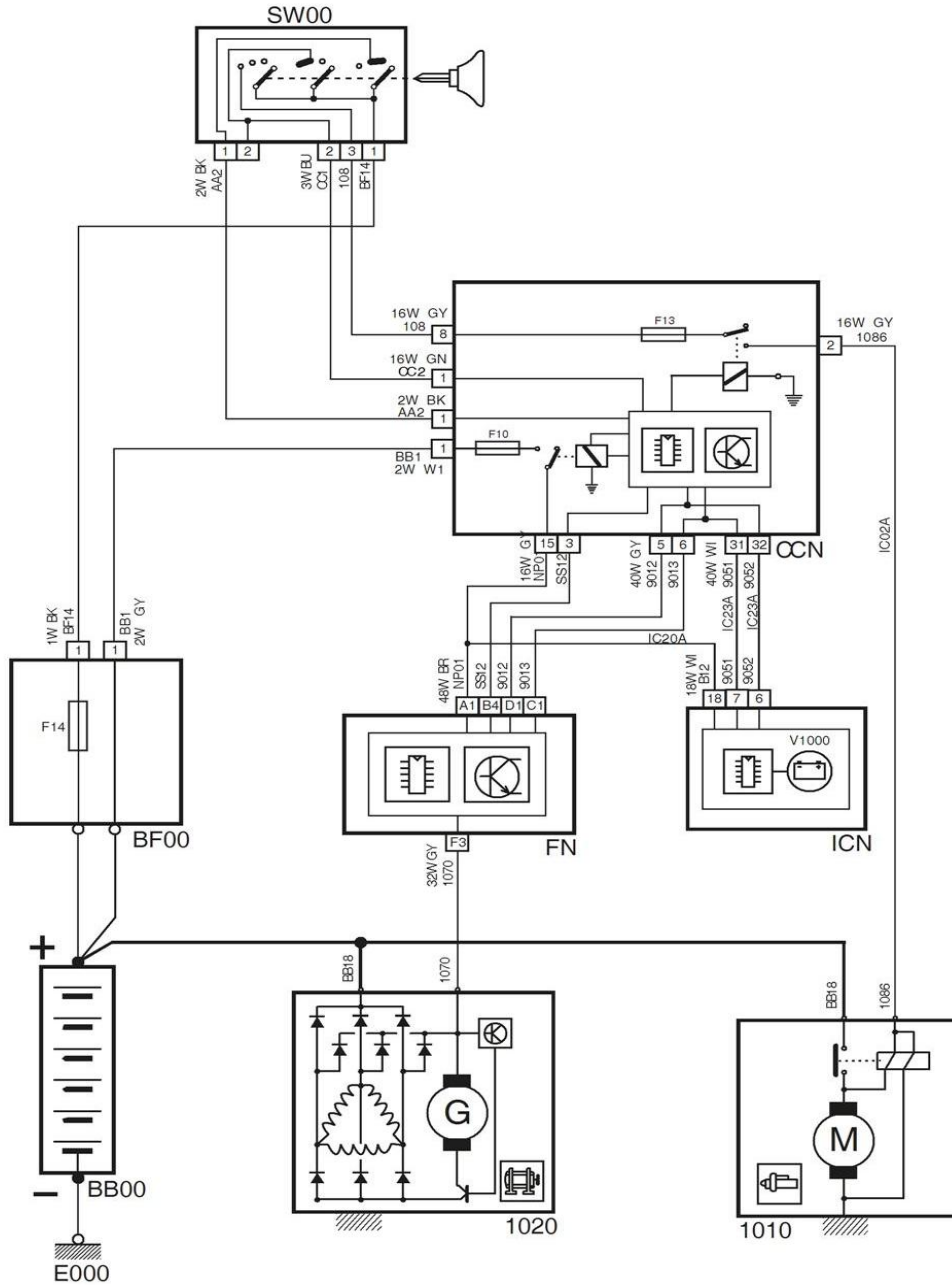 SW00
1 2 2 3 1
2W BK
AA2
3W BU
CC1
108
BF14
16W GY
108
8
F13
16W GY
1086
2
16W GN
CC2
1
2W BK
AA2
1
F10
1
BB1
2W W1
15 3 5 6 31 32
CCN
16W GY
NP01
SS12
40W GY
9012
9013
40W WI
9051
9052
IC02A
IC23A
IC23A
IC20A
1W BK
BF14
BB1
2W GY
1 1
F14
BF00
48W BR
NP01
SS12
9012
9013
A1 B4 D1 C1
18W WI
B12
9051
9052
18 7 6
V1000
- +
FN
ICN
F3
32W GY
1070
+
BB18
1070
BB18
1086
G
M
-
BB00
1020
1010
E000